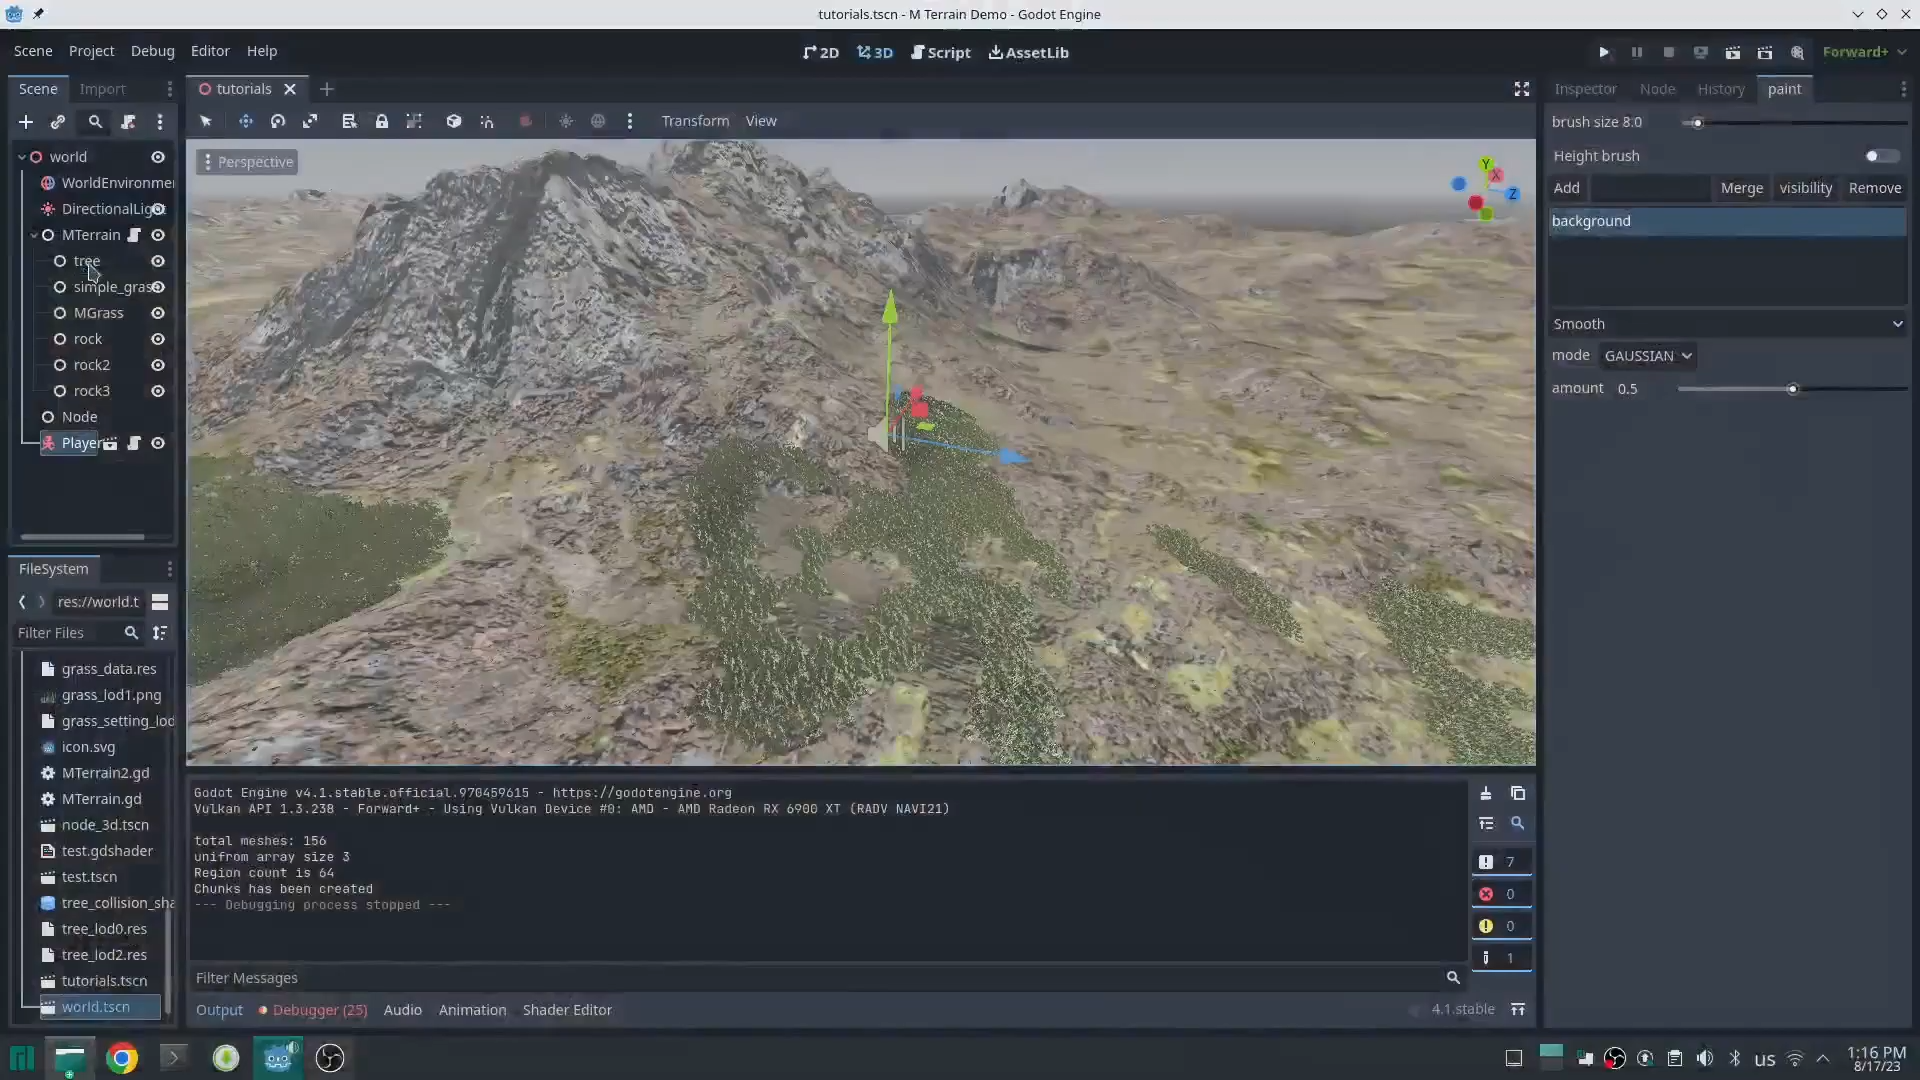 tutorials.tscn - M Terrain Demo - Godot Engine
Scene Project Debug Editor Help
2D 3D Script AssetLib
Forward+
Scene Import
tutorials
Inspector Node History paint
Transform View
brush size 8.0
world
Perspective
Y
X
Z
Height brush
WorldEnvironme
Add Merge visibility Remove
DirectionalLig
background
MTerrain
tree
simple_gras
MGrass
rock
Smooth
rock2
mode GAUSSIAN
rock3
amount 0.5
Node
Player
FileSystem
res://world.t
Filter Files
grass_data.res
grass_lod1.png
grass_setting_lod
icon.svg
MTerrain2.gd
MTerrain.gd
node_3d.tscn
test.gdshader
test.tscn
tree_collision_sha
tree_lod0.res
tree_lod2.res
tutorials.tscn
world.tscn
Godot Engine v4.1.stable.official.970459615 - https://godotengine.org
Vulkan API 1.3.238 - Forward+ - Using Vulkan Device #0: AMD - AMD Radeon RX 6900 XT (RADV NAVI21)
total meshes: 156
unifrom array size 3
Region count is 64
Chunks has been created
--- Debugging process stopped ---
7
0
0
1
Filter Messages
Output Debugger (25) Audio Animation Shader Editor
4.1.stable
us
1:16 PM
8/17/23